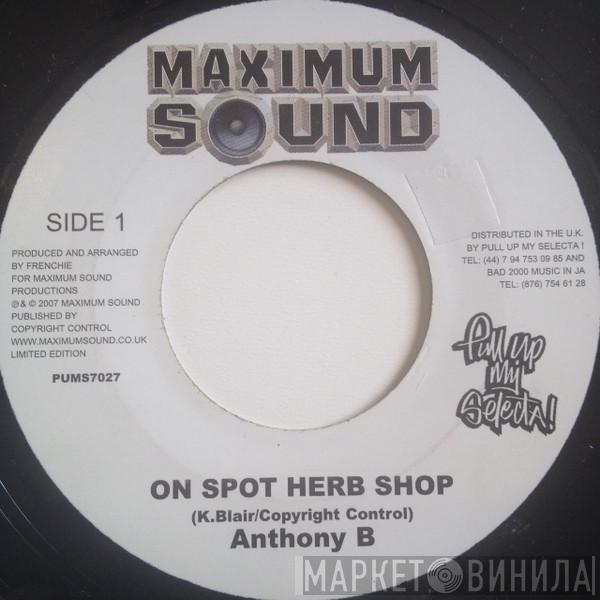 MAXIMUM
SOUND
SIDE 1
PRODUCED AND ARRANGED
BY FRENCHIE
FOR MAXIMUM SOUND
PRODUCTIONS
℗& © 2007 MAXIMUM SOUND
PUBLISHED BY
COPYRIGHT CONTROL
WWW.MAXIMUMSOUND.CO.UK
LIMITED EDITION
PUMS7027
DISTRIBUTED IN THE U.K.
BY PULL UP MY SELECTA !
TEL: (44) 7 94 753 09 85 AND
BAD 2000 MUSIC IN JA
TEL: (876) 754 61 28
Pull up
my
Selecta!
ON SPOT HERB SHOP
(K.Blair/Copyright Control)
Anthony B
МАРКЕТ ВИНИЛА